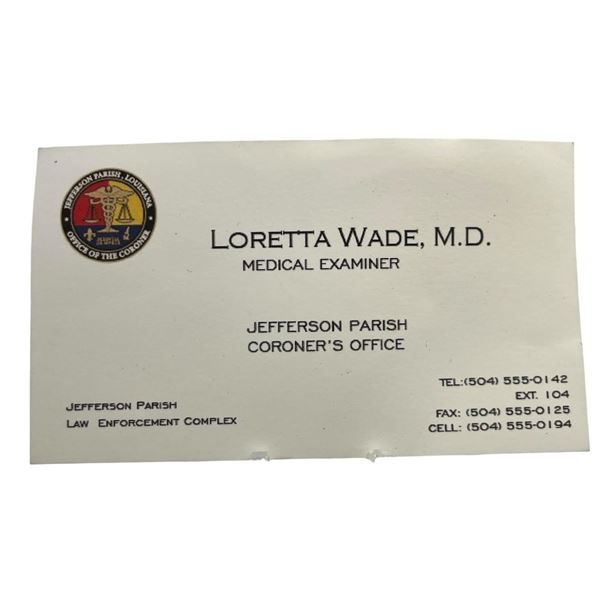 JEFFERSON PARISH, LOUISIANA
OFFICE OF THE CORONER
LORETTA WADE, M.D.
MEDICAL EXAMINER
JEFFERSON PARISH
CORONER'S OFFICE
TEL:(504) 555-0142
EXT. 104
FAX: (504) 555-0125
CELL: (504) 555-0194
JEFFERSON PARISH
LAW ENFORCEMENT COMPLEX